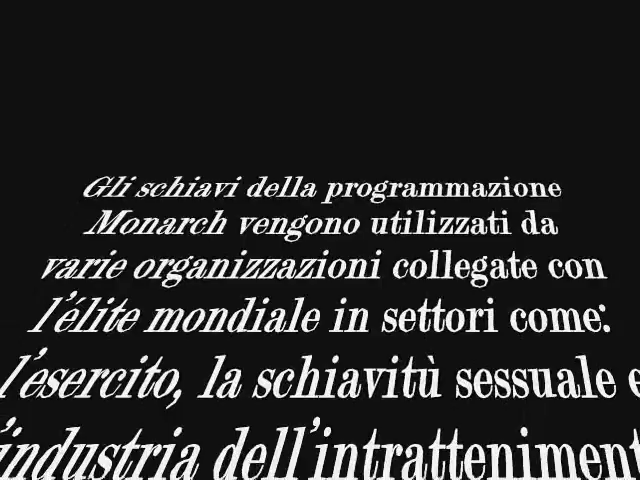 Gli schiavi della programmazione
Monarch vengono utilizzati da
varie organizzazioni collegate con
l'élite mondiale in settori come:
l'esercito, la schiavitù sessuale e
l'industria dell'intratteniment